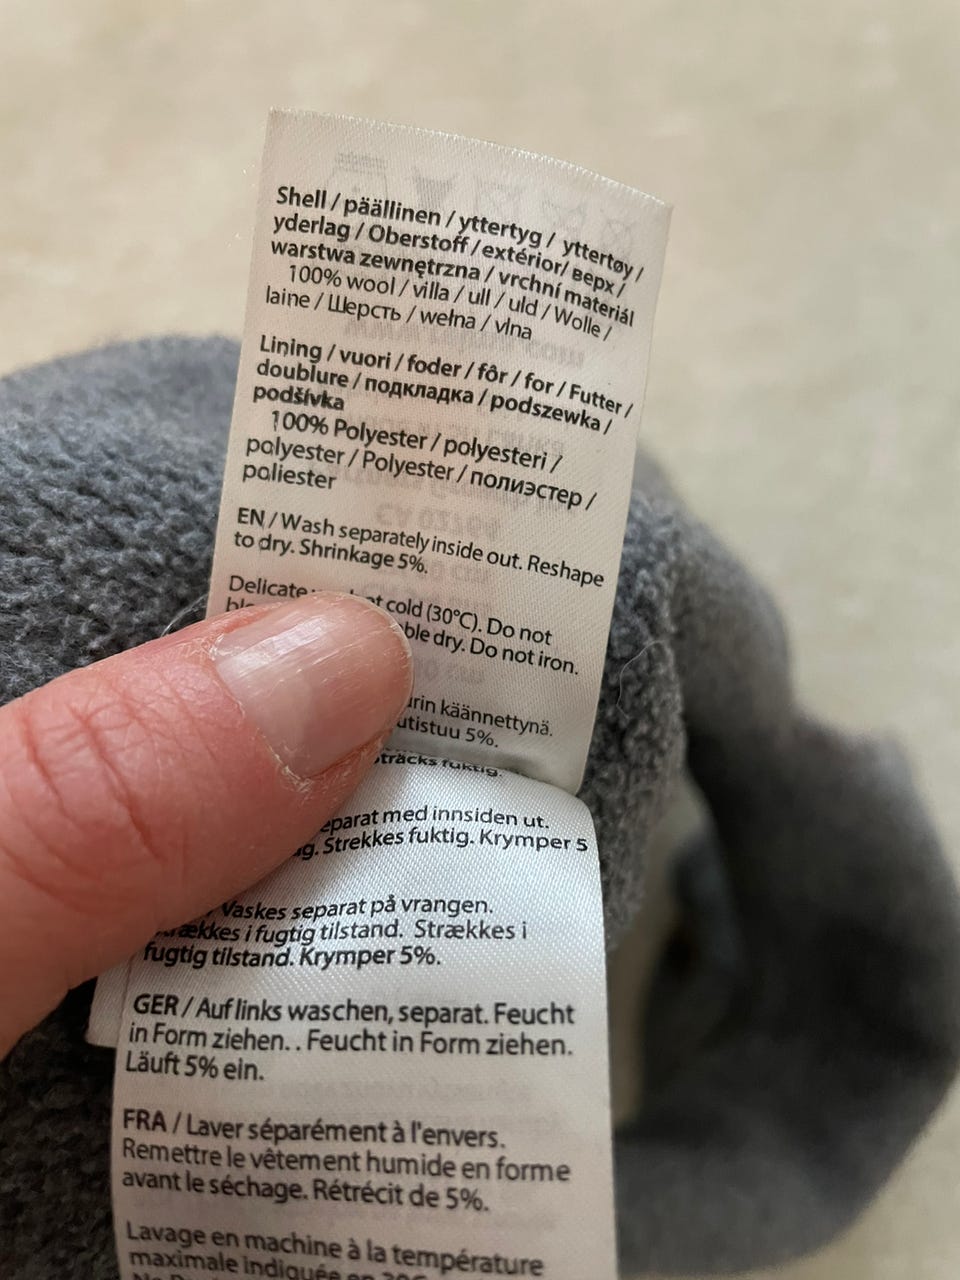 Shell / päällinen / yttertyg / yttertøy /
yderlag / Oberstoff / extérior/ верх /
warstwa zewnętrzna / vrchní materiál
100% wool / villa / ull / uld / Wolle /
laine / Шерсть / wełna / vlna
Lining / vuori / foder / fôr / for / Futter /
doublure / подкладка / podszewka /
podšívka
100% Polyester / polyesteri /
polyester / Polyester / полиэстер /
poliester
EN / Wash separately inside out. Reshape
to dry. Shrinkage 5%.
Delicate cold (30°C). Do not
dry. Do not iron.
käännettynä.
5%.
fuktig.
med innsiden ut.
Strekkes fuktig. Krymper 5
/ Vaskes separat på vrangen.
i fugtig tilstand. Strækkes i
fugtig tilstand. Krymper 5%.
GER / Auf links waschen, separat. Feucht
in Form ziehen. . Feucht in Form ziehen.
Läuft 5% ein.
FRA / Laver séparément à l'envers.
Remettre le vêtement humide en forme
avant le séchage. Rétrécit de 5%.
Lavage en machine à la température
maximale indiquée en